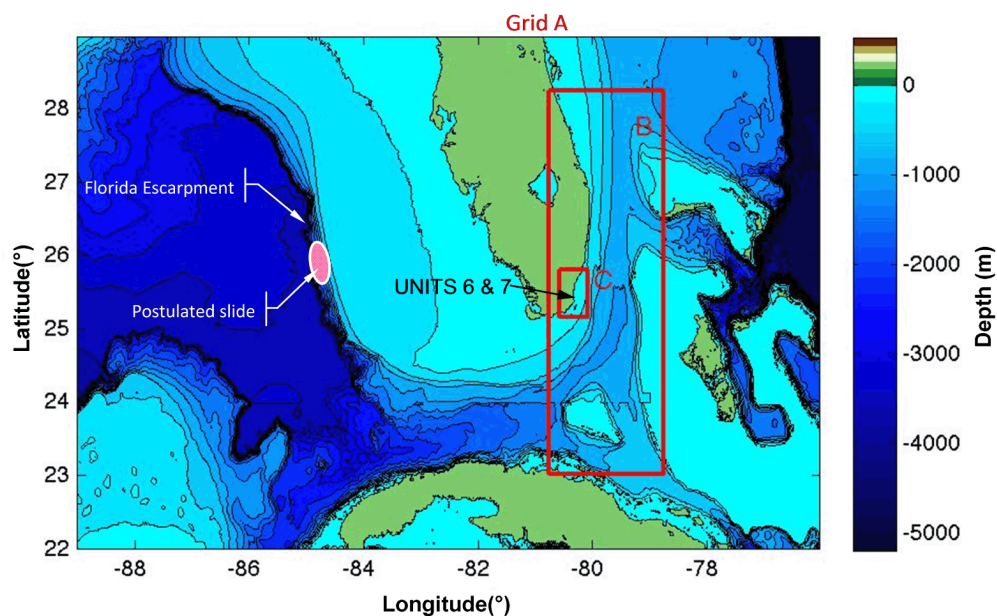 Grid A
28
27
26
25
24
23
22
Latitude(°)
-88
-86
-84
-82
-80
-78
Longitude(°)
Florida Escarpment
Postulated slide
UNITS 6 & 7
B
C
0
-1000
-2000
-3000
-4000
-5000
Depth (m)